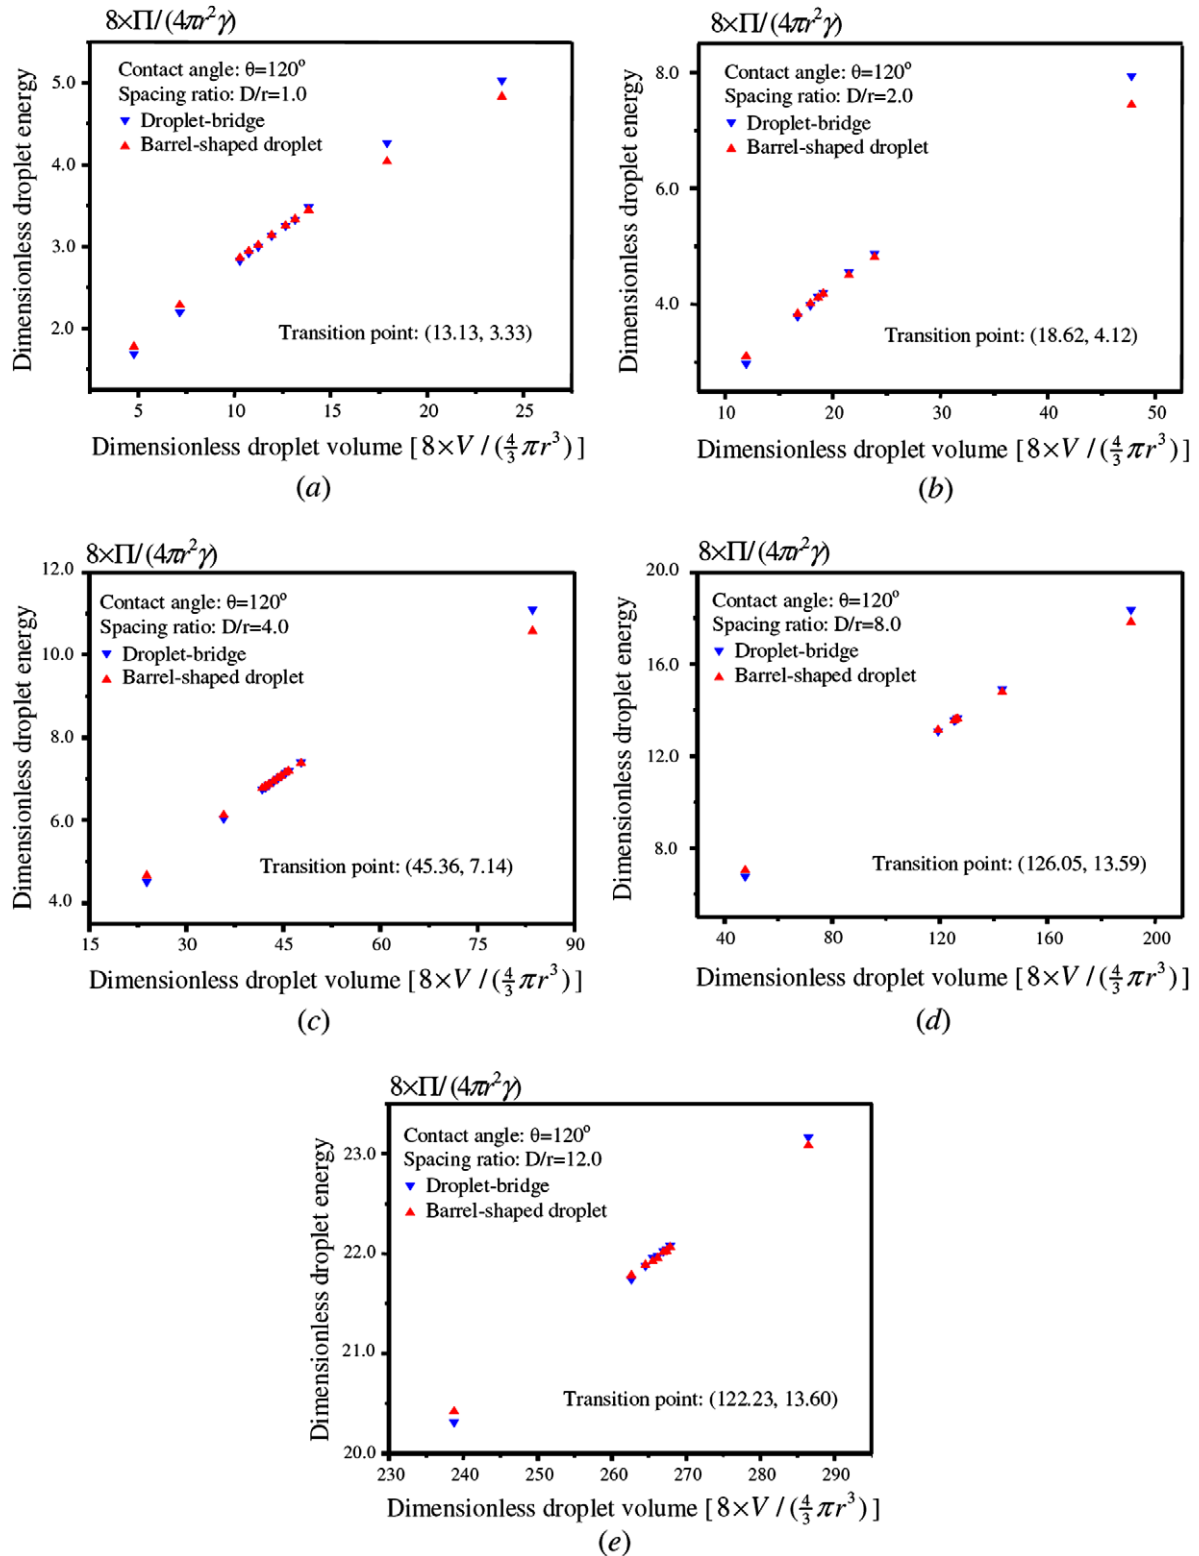 8×Π/(4πr²γ)
Dimensionless droplet energy
5.0
4.0
3.0
2.0
Contact angle: θ=120°
Spacing ratio: D/r=1.0
Droplet-bridge
Barrel-shaped droplet
Transition point: (13.13, 3.33)
5 10 15 20 25
Dimensionless droplet volume [8×V/(4/3 πr³)]
(a)
8×Π/(4πr²γ)
Dimensionless droplet energy
8.0
6.0
4.0
Contact angle: θ=120°
Spacing ratio: D/r=2.0
Droplet-bridge
Barrel-shaped droplet
Transition point: (18.62, 4.12)
10 20 30 40 50
Dimensionless droplet volume [8×V/(4/3 πr³)]
(b)
8×Π/(4πr²γ)
Dimensionless droplet energy
12.0
10.0
8.0
6.0
4.0
Contact angle: θ=120°
Spacing ratio: D/r=4.0
Droplet-bridge
Barrel-shaped droplet
Transition point: (45.36, 7.14)
15 30 45 60 75 90
Dimensionless droplet volume [8×V/(4/3 πr³)]
(c)
8×Π/(4πr²γ)
Dimensionless droplet energy
20.0
16.0
12.0
8.0
Contact angle: θ=120°
Spacing ratio: D/r=8.0
Droplet-bridge
Barrel-shaped droplet
Transition point: (126.05, 13.59)
40 80 120 160 200
Dimensionless droplet volume [8×V/(4/3 πr³)]
(d)
8×Π/(4πr²γ)
Dimensionless droplet energy
23.0
22.0
21.0
20.0
Contact angle: θ=120°
Spacing ratio: D/r=12.0
Droplet-bridge
Barrel-shaped droplet
Transition point: (122.23, 13.60)
230 240 250 260 270 280 290
Dimensionless droplet volume [8×V/(4/3 πr³)]
(e)